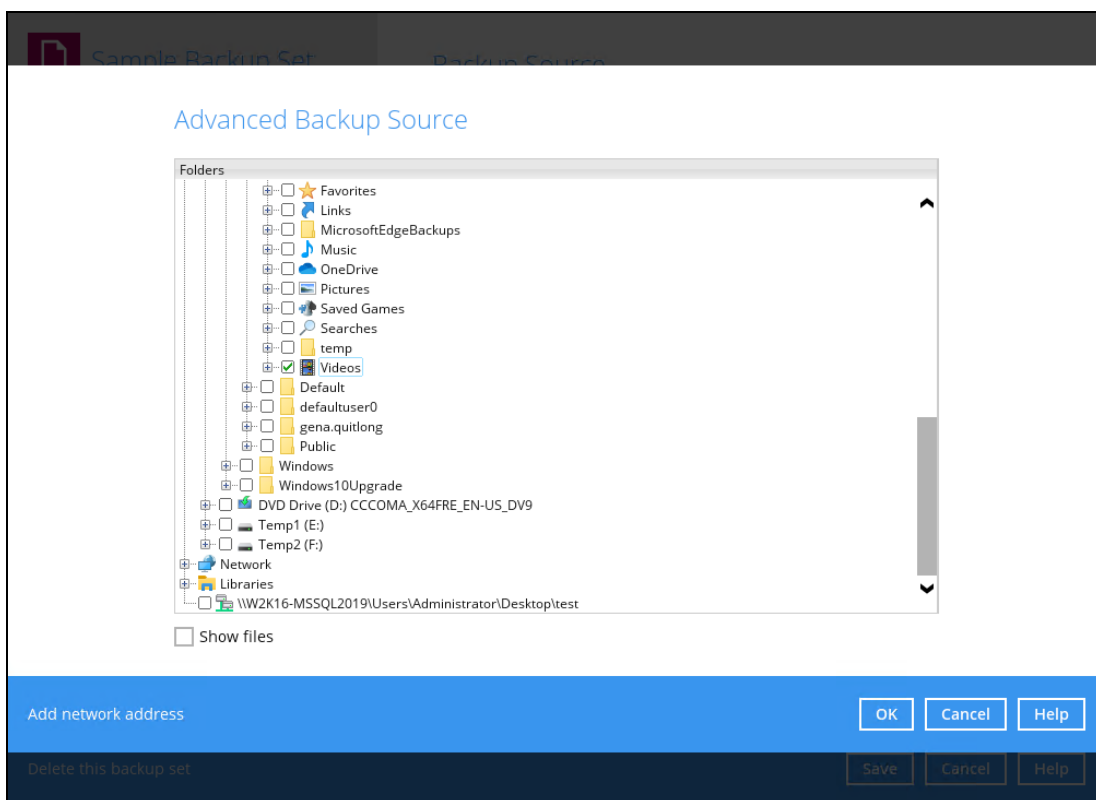 Sample Backup Set
Backup Source
Advanced Backup Source
Folders
Favorites
Links
MicrosoftEdgeBackups
Music
OneDrive
Pictures
Saved Games
Searches
temp
Videos
Default
defaultuser0
gena.quitlong
Public
Windows
Windows10Upgrade
DVD Drive (D:) CCCOMA_X64FRE_EN-US_DV9
Temp1 (E:)
Temp2 (F:)
Network
Libraries
\\W2K16-MSSQL2019\Users\Administrator\Desktop\test
Show files
Add network address
OK
Cancel
Help
Delete this backup set
Save
Cancel
Help